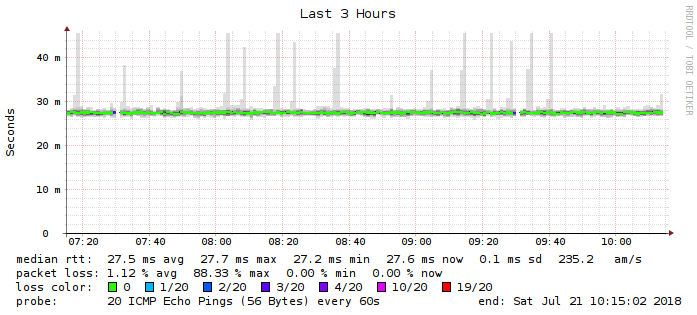 Last 3 Hours
RRDTOOL / TOBI OETIKER
Seconds
40 m
30 m
20 m
10 m
0
07:20 07:40 08:00 08:20 08:40 09:00 09:20 09:40 10:00
median rtt: 27.5 ms avg 27.7 ms max 27.2 ms min 27.6 ms now 0.1 ms sd 235.2 am/s
packet loss: 1.12 % avg 88.33 % max 0.00 % min 0.00 % now
loss color: 0 1/20 2/20 3/20 4/20 10/20 19/20
probe: 20 ICMP Echo Pings (56 Bytes) every 60s end: Sat Jul 21 10:15:02 2018